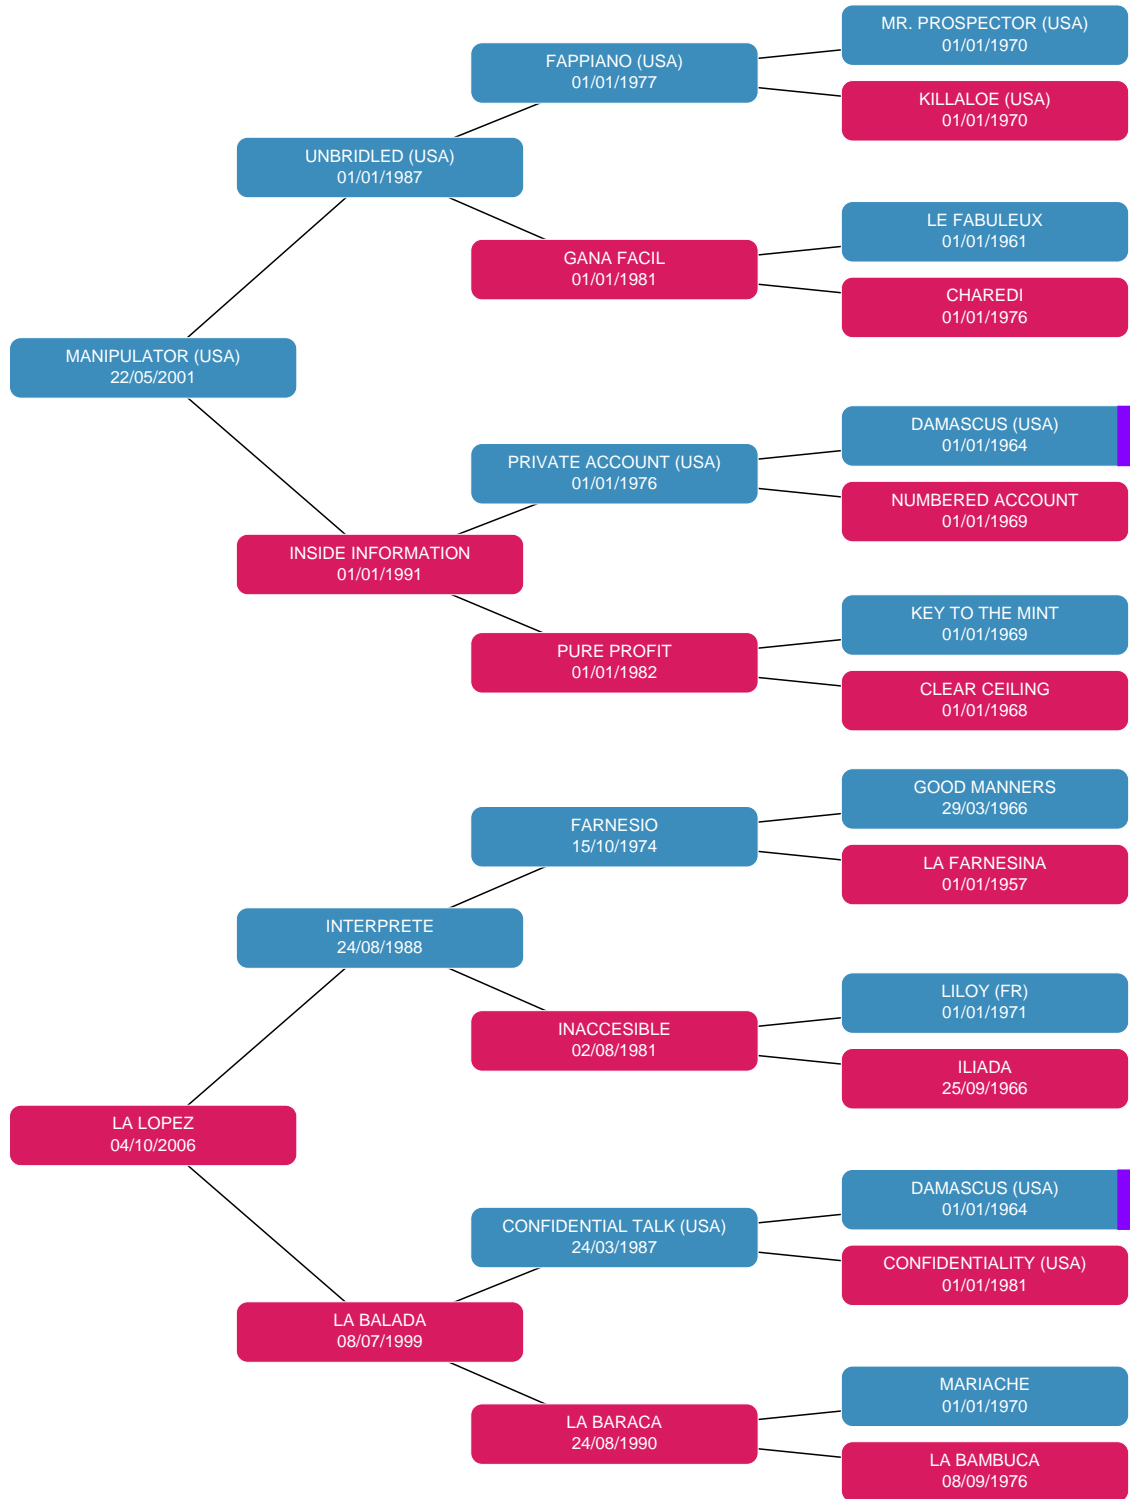 MR. PROSPECTOR (USA)
01/01/1970
FAPPIANO (USA)
01/01/1977
KILLALOE (USA)
01/01/1970
UNBRIDLED (USA)
01/01/1987
LE FABULEUX
01/01/1961
GANA FACIL
01/01/1981
CHAREDI
01/01/1976
MANIPULATOR (USA)
22/05/2001
DAMASCUS (USA)
01/01/1964
PRIVATE ACCOUNT (USA)
01/01/1976
NUMBERED ACCOUNT
01/01/1969
INSIDE INFORMATION
01/01/1991
KEY TO THE MINT
01/01/1969
PURE PROFIT
01/01/1982
CLEAR CEILING
01/01/1968
GOOD MANNERS
29/03/1966
FARNESIO
15/10/1974
LA FARNESINA
01/01/1957
INTERPRETE
24/08/1988
LILOY (FR)
01/01/1971
INACCESIBLE
02/08/1981
ILIADA
25/09/1966
LA LOPEZ
04/10/2006
DAMASCUS (USA)
01/01/1964
CONFIDENTIAL TALK (USA)
24/03/1987
CONFIDENTIALITY (USA)
01/01/1981
LA BALADA
08/07/1999
MARIACHE
01/01/1970
LA BARACA
24/08/1990
LA BAMBUCA
08/09/1976